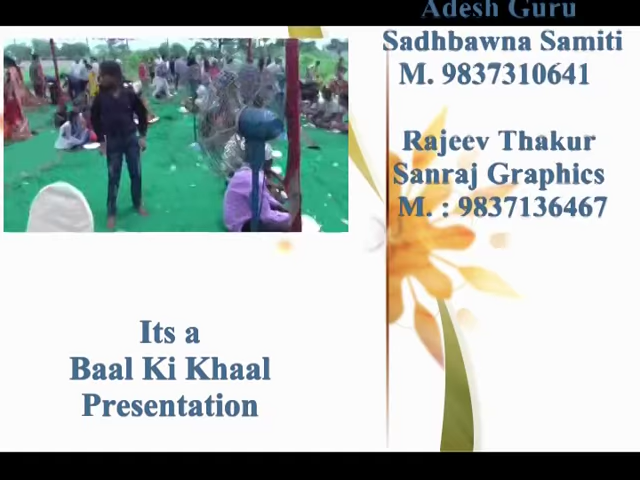 Adesh Guru
Sadhbawna Samiti
M. 9837310641
Rajeev Thakur
Sanraj Graphics
M. : 9837136467
Its a
Baal Ki Khaal
Presentation